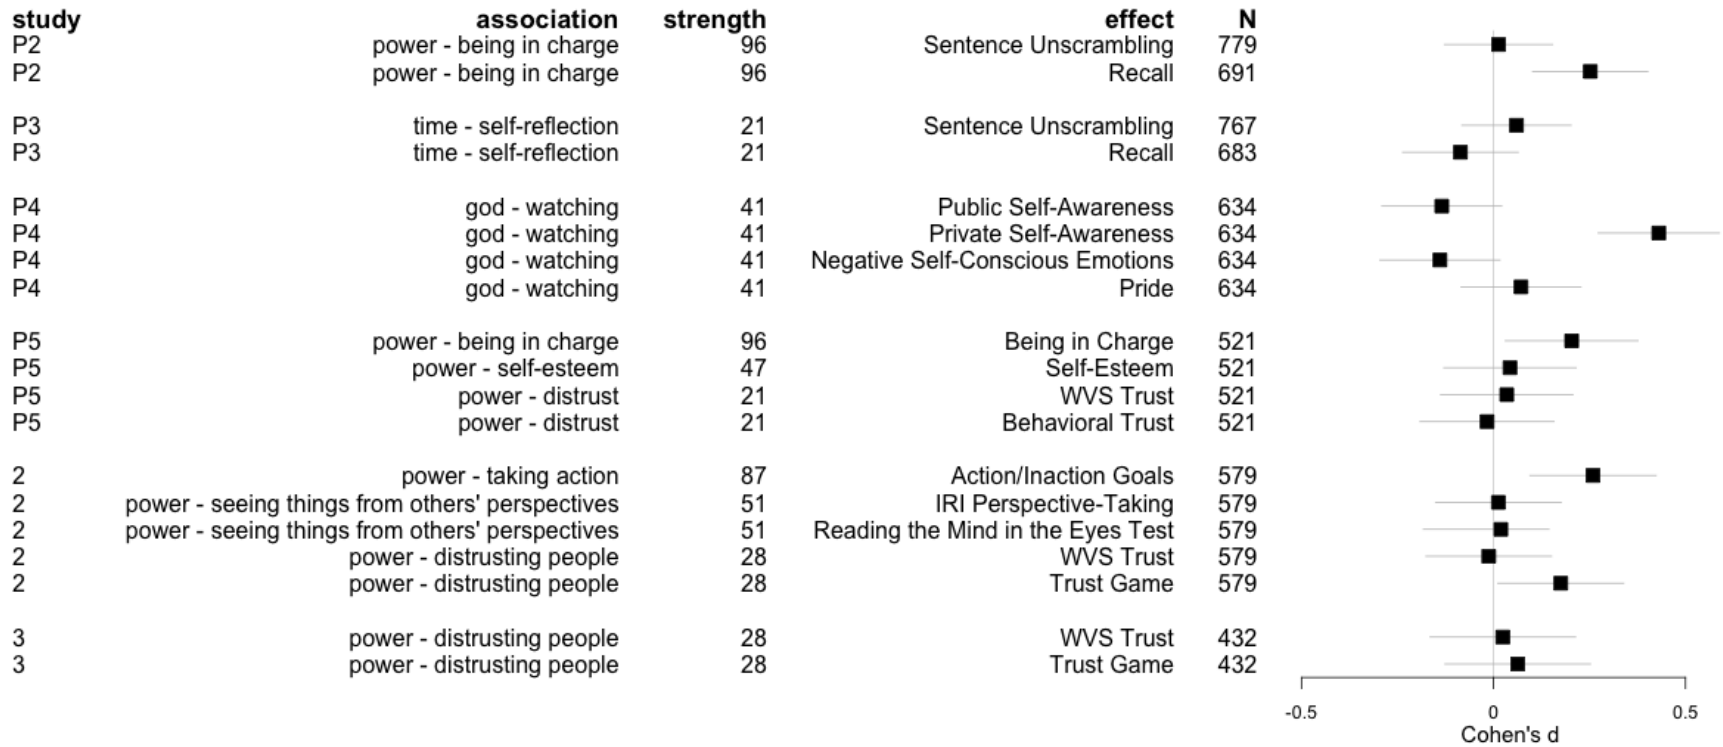 study association strength effect N
P2 power - being in charge 96 Sentence Unscrambling 779
P2 power - being in charge 96 Recall 691
P3 time - self-reflection 21 Sentence Unscrambling 767
P3 time - self-reflection 21 Recall 683
P4 god - watching 41 Public Self-Awareness 634
P4 god - watching 41 Private Self-Awareness 634
P4 god - watching 41 Negative Self-Conscious Emotions 634
P4 god - watching 41 Pride 634
P5 power - being in charge 96 Being in Charge 521
P5 power - self-esteem 47 Self-Esteem 521
P5 power - distrust 21 WVS Trust 521
P5 power - distrust 21 Behavioral Trust 521
2 power - taking action 87 Action/Inaction Goals 579
2 power - seeing things from others' perspectives 51 IRI Perspective-Taking 579
2 power - seeing things from others' perspectives 51 Reading the Mind in the Eyes Test 579
2 power - distrusting people 28 WVS Trust 579
2 power - distrusting people 28 Trust Game 579
3 power - distrusting people 28 WVS Trust 432
3 power - distrusting people 28 Trust Game 432
-0.5 0 0.5
Cohen's d